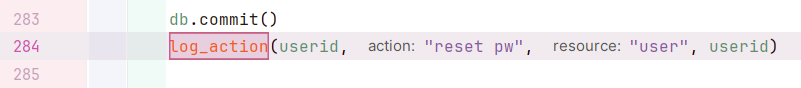 283 db.commit()
284 log_action(userid, action: "reset pw", resource: "user", userid)
285